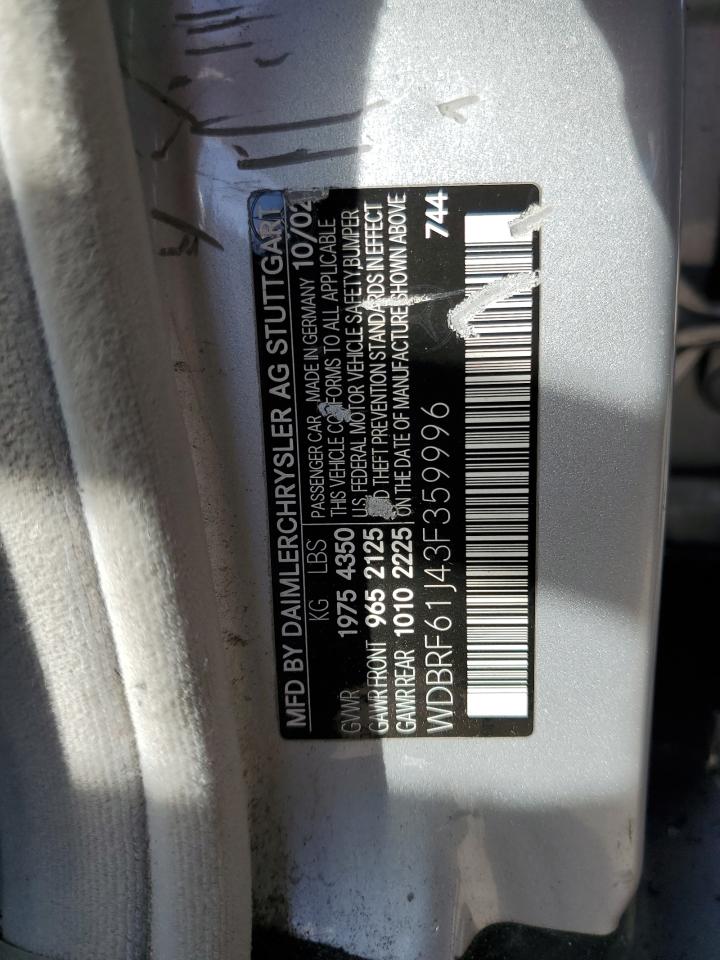 MFD BY DAIMLERCHRYSLER AG STUTTGART
KG LBS
GVWR 1975 4350
GAWR FRONT 965 2125
GAWR REAR 1010 2225
PASSENGER CAR MADE IN GERMANY 10/02
THIS VEHICLE CONFORMS TO ALL APPLICABLE
U.S. FEDERAL MOTOR VEHICLE SAFETY, BUMPER
AND THEFT PREVENTION STANDARDS IN EFFECT
ON THE DATE OF MANUFACTURE SHOWN ABOVE
WDBRF61J43F359996
744